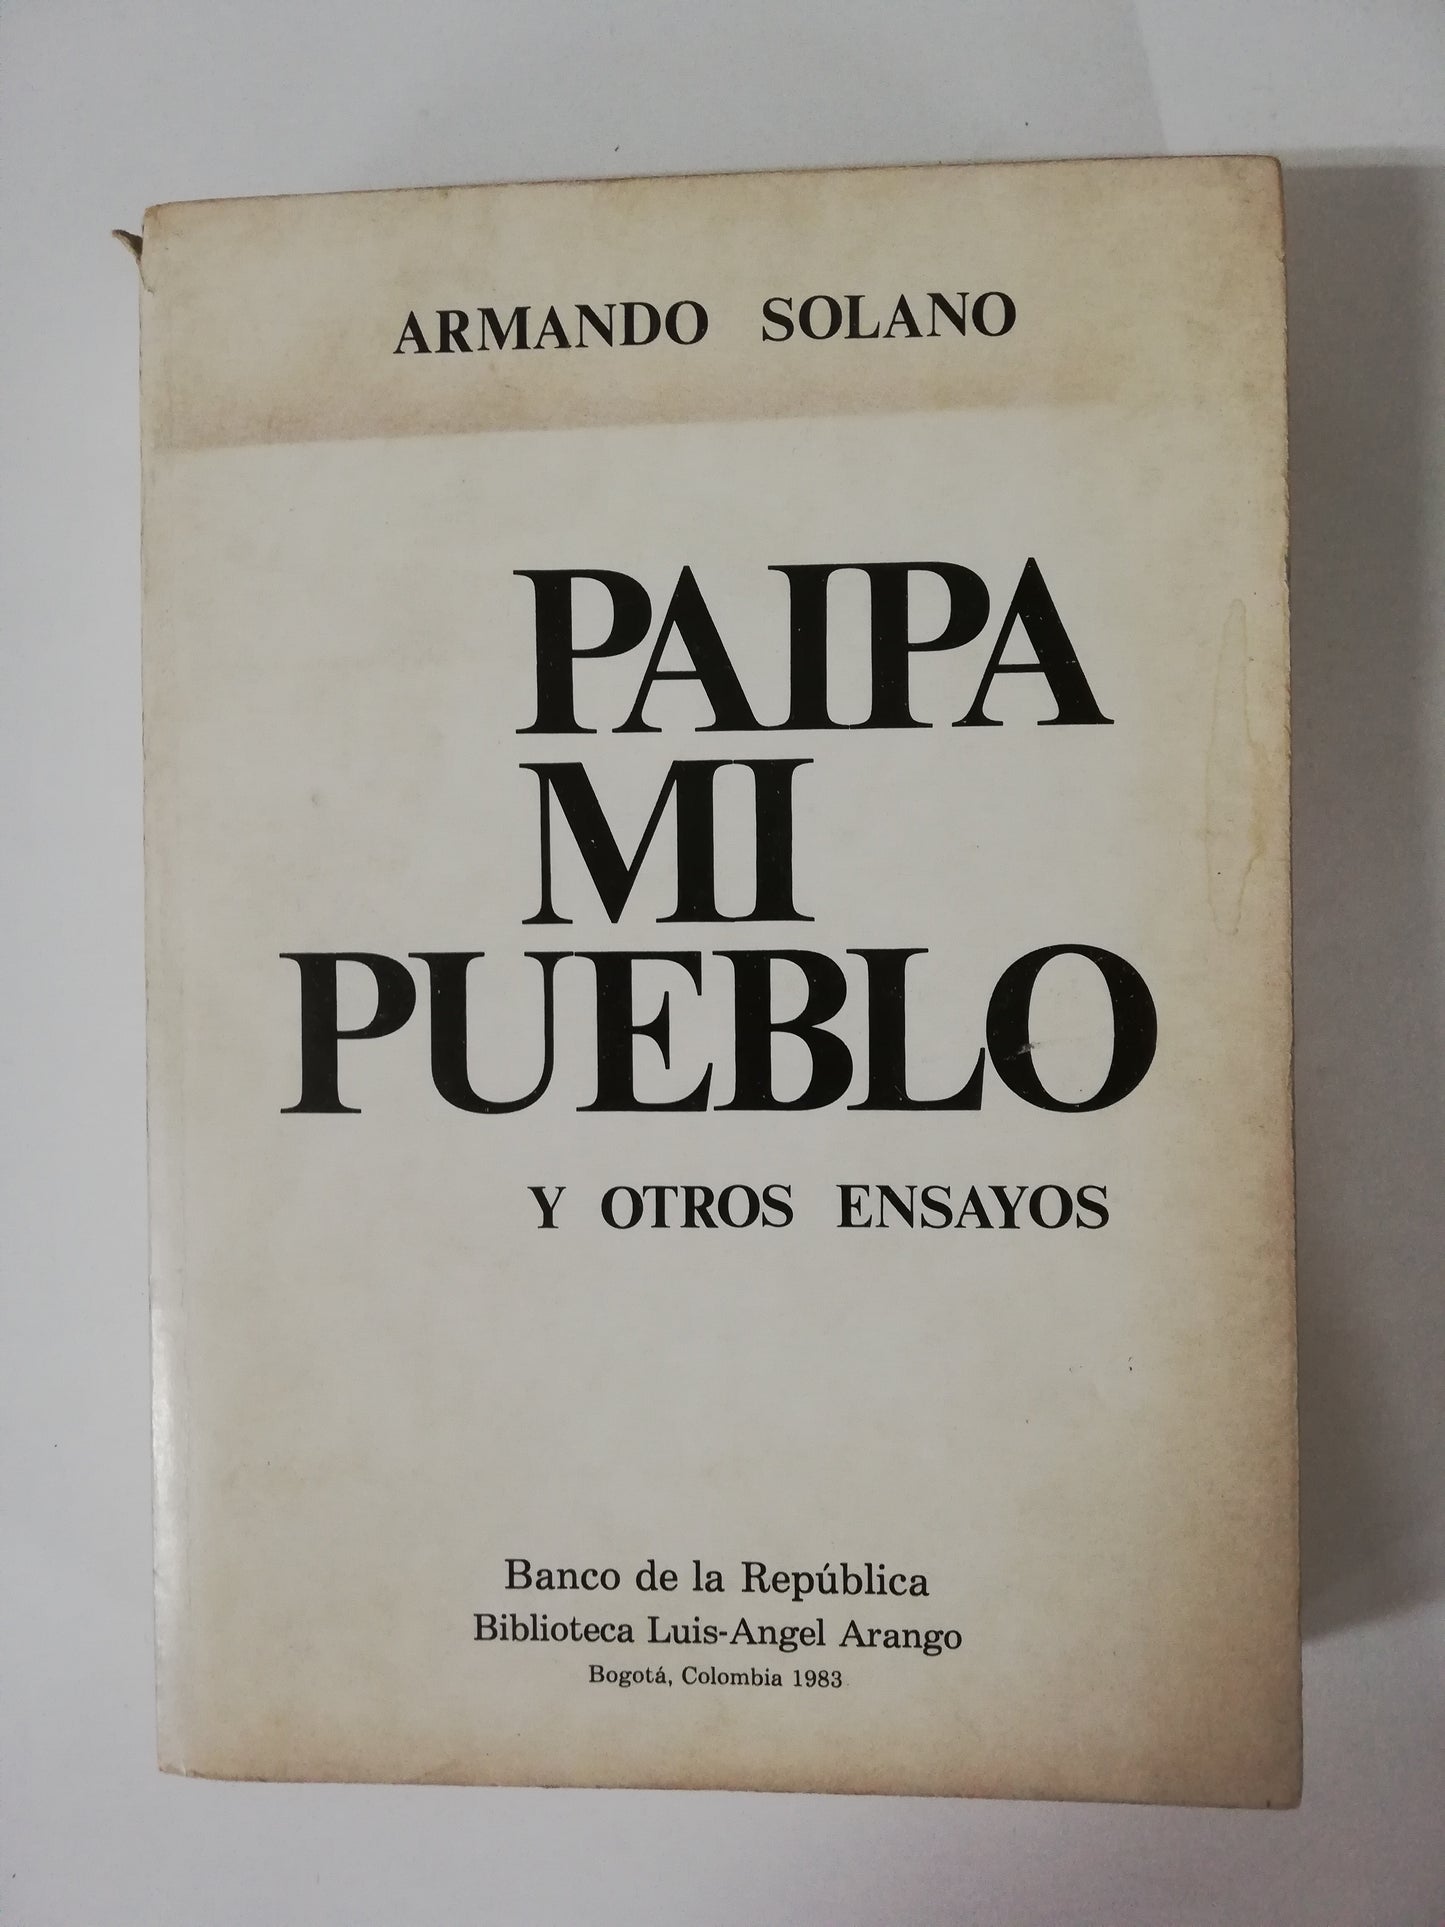 ARMANDO SOLANO
PAIPA
MI
PUEBLO
Y OTROS ENSAYOS
Banco de la República
Biblioteca Luis-Angel Arango
Bogotá, Colombia 1983